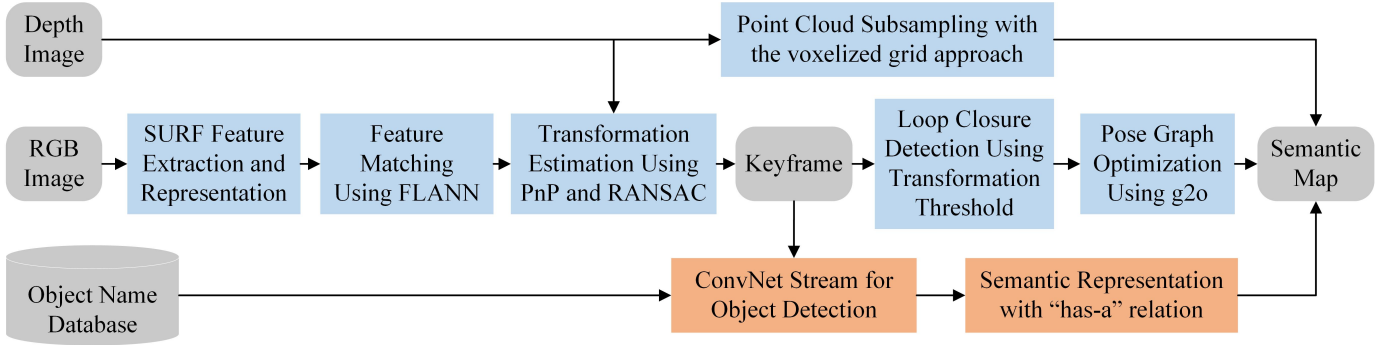 Depth
Image
Point Cloud Subsampling with
the voxelized grid approach
RGB
Image
SURF Feature
Extraction and
Representation
Feature
Matching
Using FLANN
Transformation
Estimation Using
PnP and RANSAC
Keyframe
Loop Closure
Detection Using
Transformation
Threshold
Pose Graph
Optimization
Using g2o
Semantic
Map
Object Name
Database
ConvNet Stream for
Object Detection
Semantic Representation
with “has-a” relation